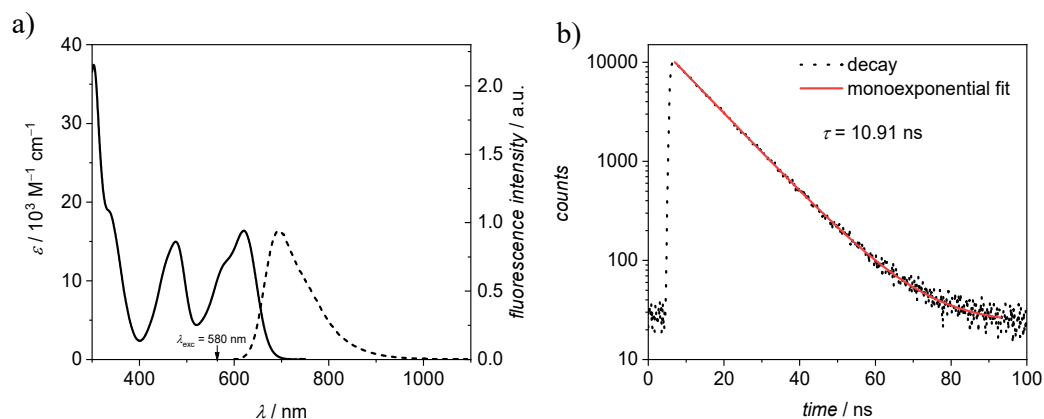 a)
40
30
20
10
0
ε / 10³ M⁻¹ cm⁻¹
2.0
1.5
1.0
0.5
0.0
fluorescence intensity / a.u.
λexc = 580 nm
400 600 800 1000
λ / nm
b)
10000
1000
100
10
counts
decay
monoexponential fit
τ = 10.91 ns
0 20 40 60 80 100
time / ns